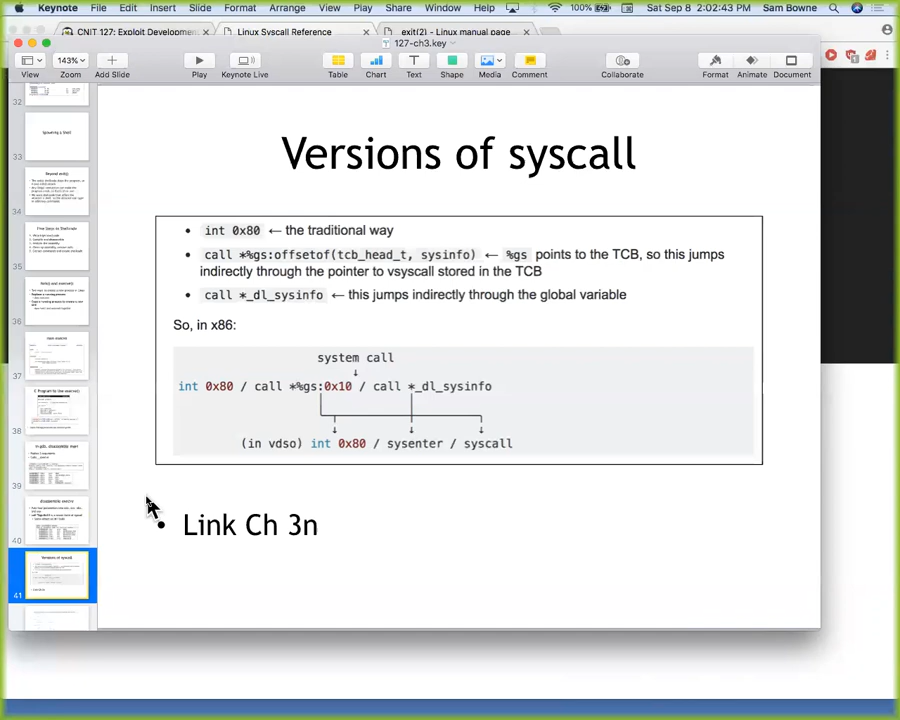 Keynote File Edit Insert Slide Format Arrange View Play Share Window Help 100% Sat Sep 8 2:02:43 PM Sam Bowne
CNIT 127: Exploit Developmen Linux Syscall Reference exit(2) - Linux manual page
127-ch3.key
143%
View Zoom Add Slide Play Keynote Live Table Chart Text Shape Media Comment Collaborate Format Animate Document
32
33
34
35
36
37
38
39
40
Versions of syscall
41
Versions of syscall
• int 0x80 ← the traditional way
• call *%gs:offsetof(tcb_head_t, sysinfo) ← %gs points to the TCB, so this jumps
indirectly through the pointer to vsyscall stored in the TCB
• call *_dl_sysinfo ← this jumps indirectly through the global variable
So, in x86:
system call
↓
int 0x80 / call *%gs:0x10 / call *_dl_sysinfo
↓ ↓ ↓
(in vdso) int 0x80 / sysenter / syscall
• Link Ch 3n